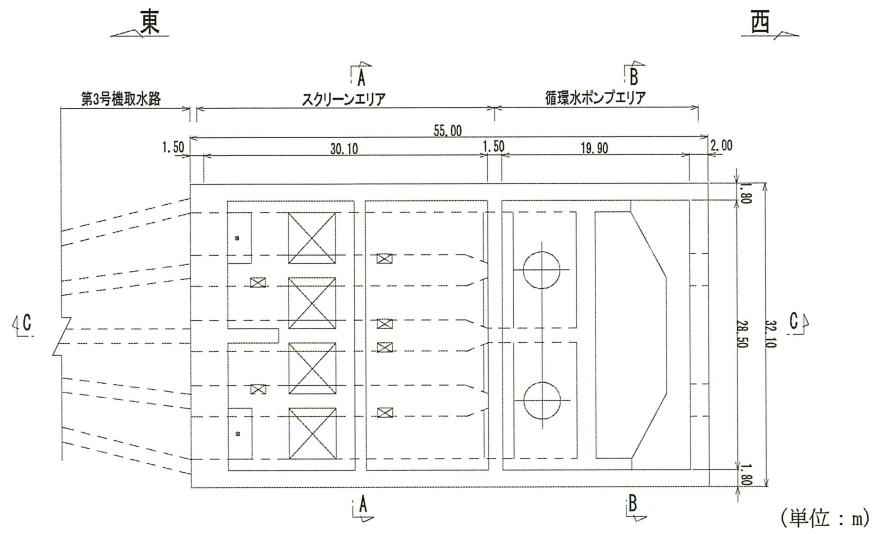 東
西
A
B
第3号機取水路
スクリーンエリア
循環水ポンプエリア
55.00
1.50
30.10
1.50
19.90
2.00
1.80
C
C
28.50
32.10
1.80
A
B
(単位：m)